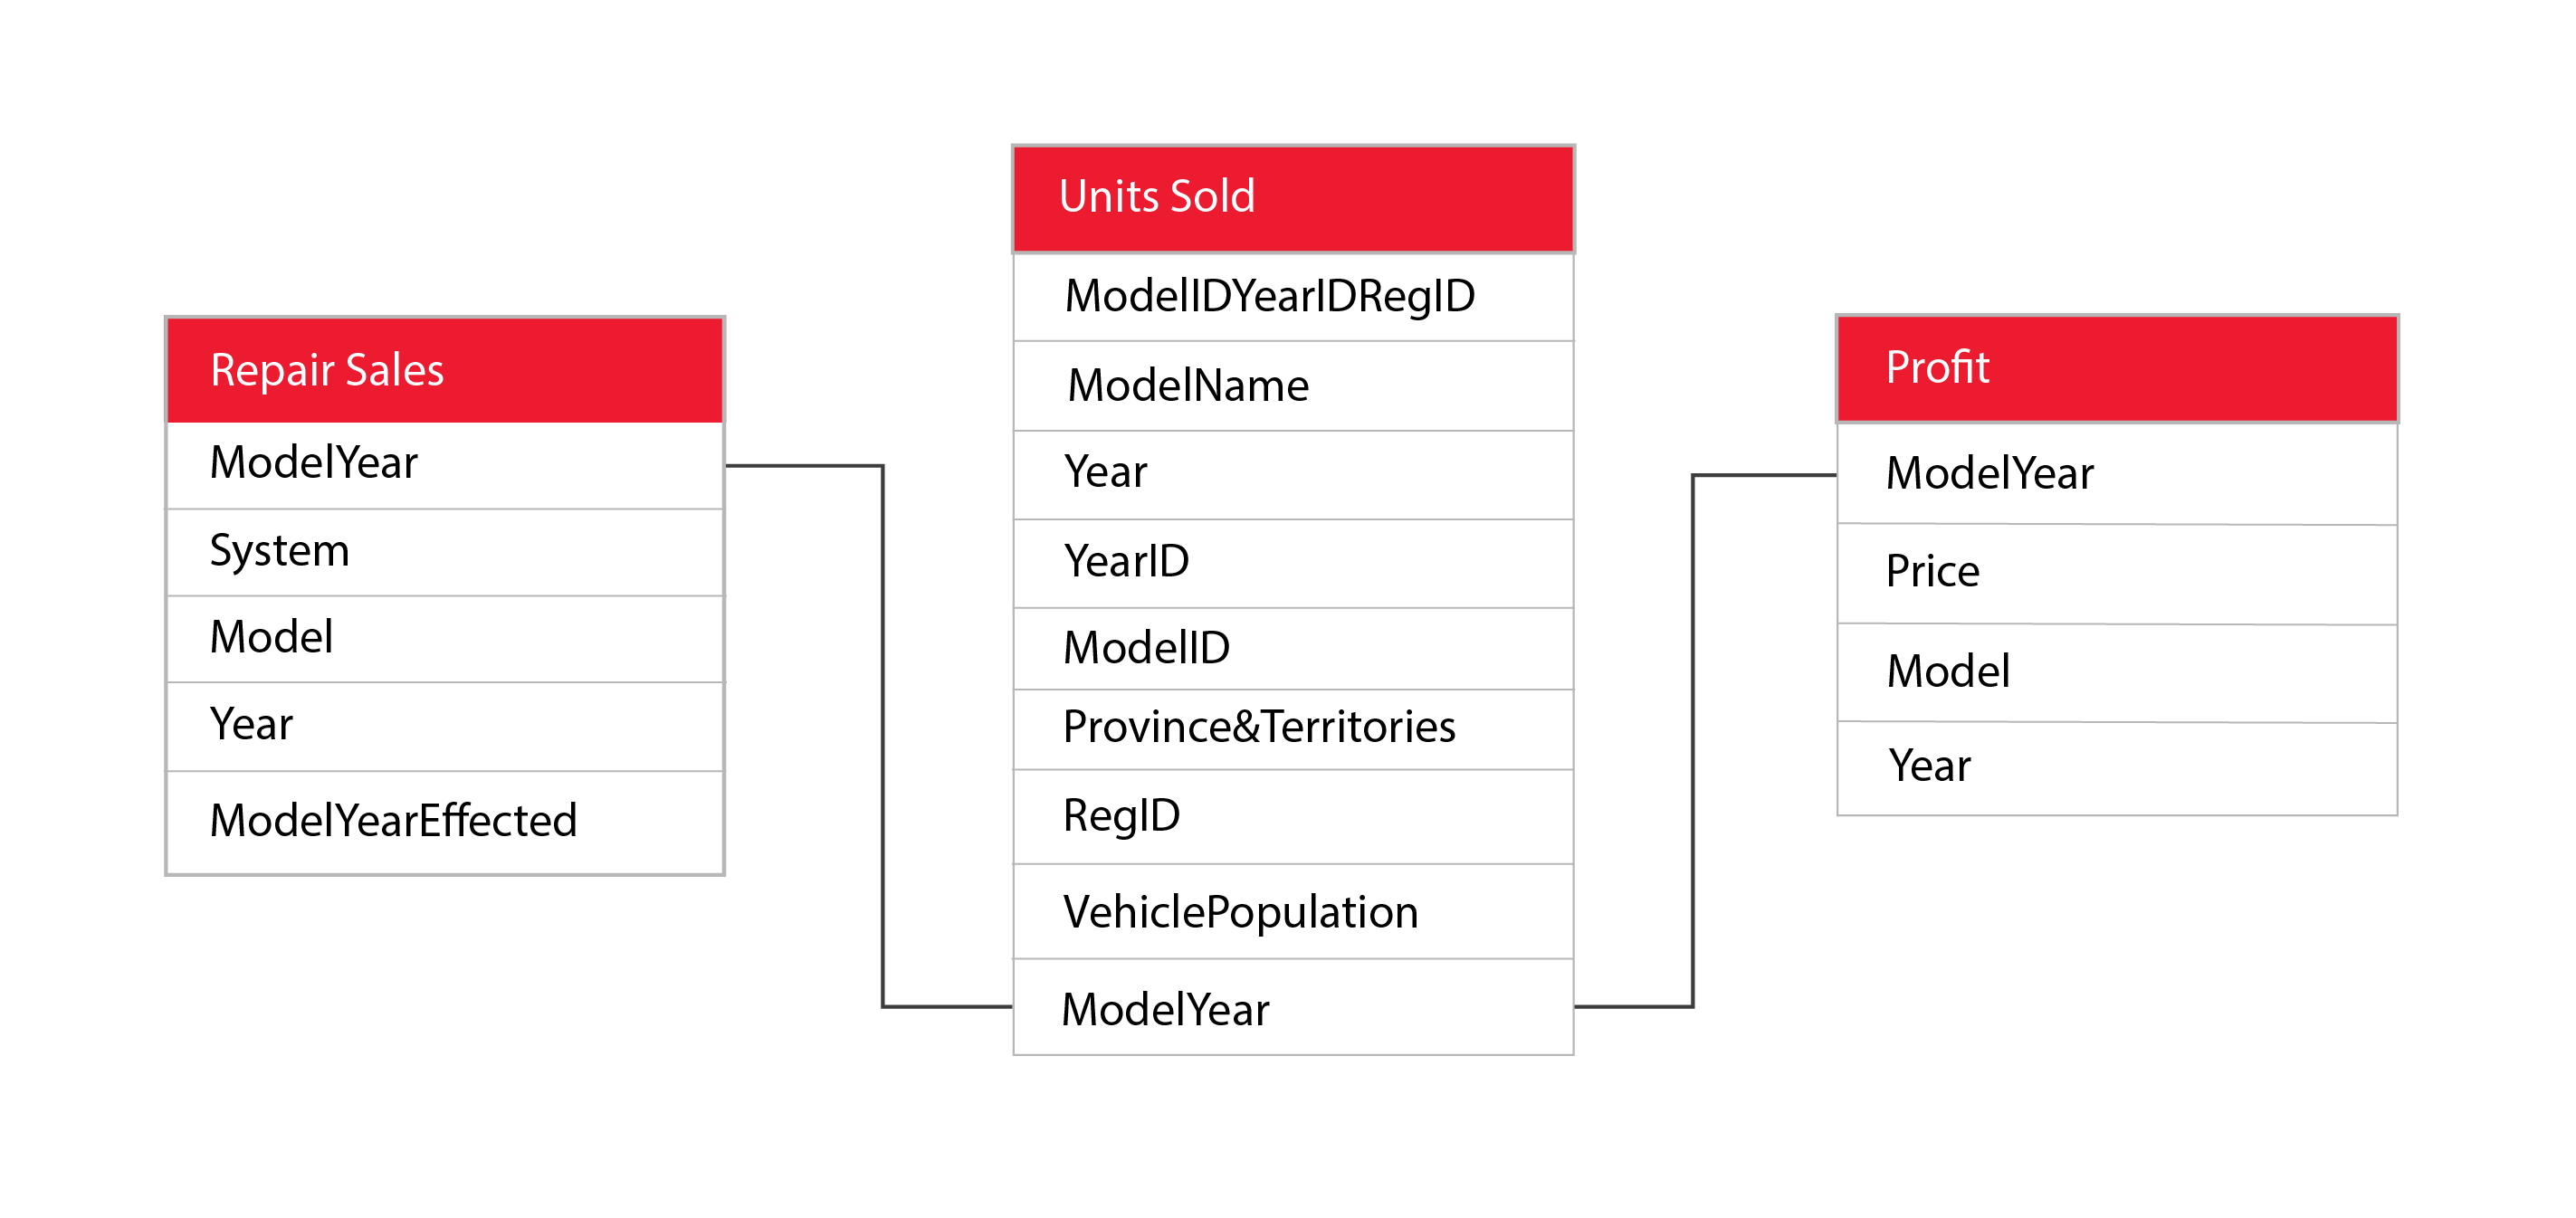 Repair Sales
ModelYear
System
Model
Year
ModelYearEffected
Units Sold
ModelIDYearIDRegID
ModelName
Year
YearID
ModelID
Province&Territories
RegID
VehiclePopulation
ModelYear
Profit
ModelYear
Price
Model
Year